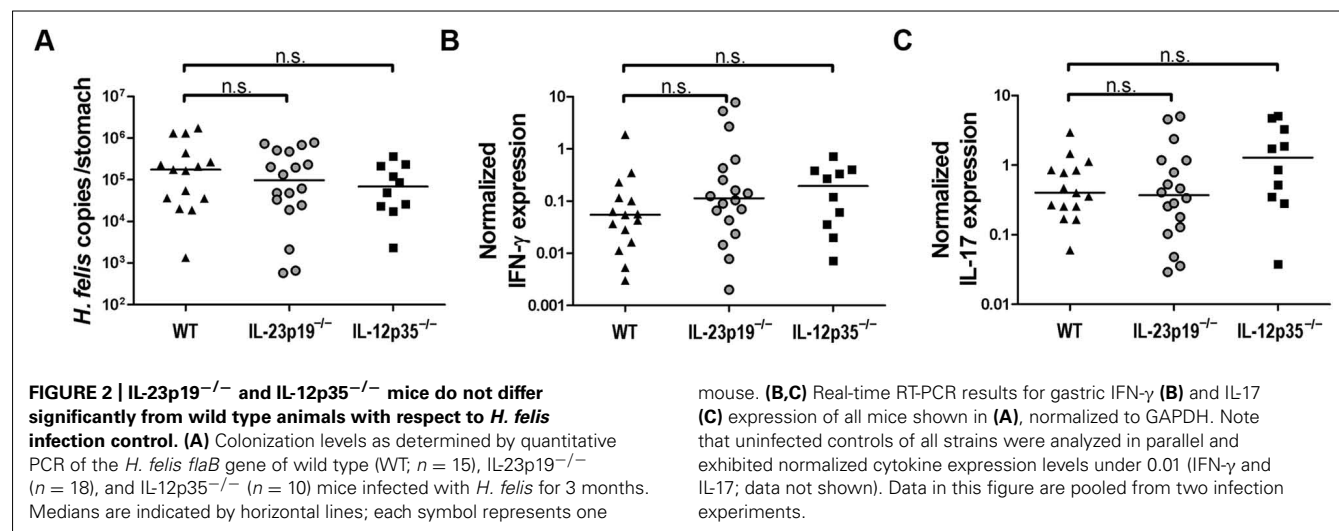 A
H. felis copies/stomach
n.s.
n.s.
10⁷
10⁶
10⁵
10⁴
10³
10²
WT
IL-23p19⁻/⁻
IL-12p35⁻/⁻
B
Normalized
IFN-γ expression
n.s.
n.s.
10
1
0.1
0.01
0.001
WT
IL-23p19⁻/⁻
IL-12p35⁻/⁻
C
Normalized
IL-17 expression
n.s.
n.s.
10
1
0.1
0.01
WT
IL-23p19⁻/⁻
IL-12p35⁻/⁻
FIGURE 2 | IL-23p19⁻/⁻ and IL-12p35⁻/⁻ mice do not differ
significantly from wild type animals with respect to H. felis
infection control. (A) Colonization levels as determined by quantitative
PCR of the H. felis flaB gene of wild type (WT; n = 15), IL-23p19⁻/⁻
(n = 18), and IL-12p35⁻/⁻ (n = 10) mice infected with H. felis for 3 months.
Medians are indicated by horizontal lines; each symbol represents one
mouse. (B,C) Real-time RT-PCR results for gastric IFN-γ (B) and IL-17
(C) expression of all mice shown in (A), normalized to GAPDH. Note
that uninfected controls of all strains were analyzed in parallel and
exhibited normalized cytokine expression levels under 0.01 (IFN-γ and
IL-17; data not shown). Data in this figure are pooled from two infection
experiments.